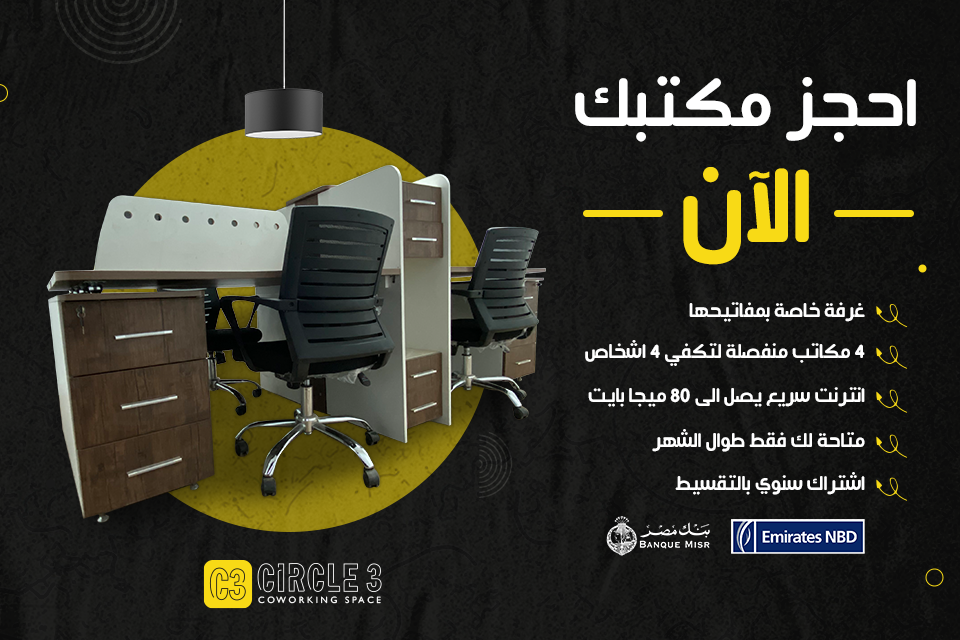 احجز مكتبك
الآن
غرفة خاصة بمفاتيحها
4 مكاتب منفصلة لتكفي 4 اشخاص
انترنت سريع يصل الى 80 ميجا بايت
متاحة لك فقط طوال الشهر
اشتراك سنوي بالتقسيط
بنك مصر
BANQUE MISR
Emirates NBD
C3 CIRCLE 3
COWORKING SPACE